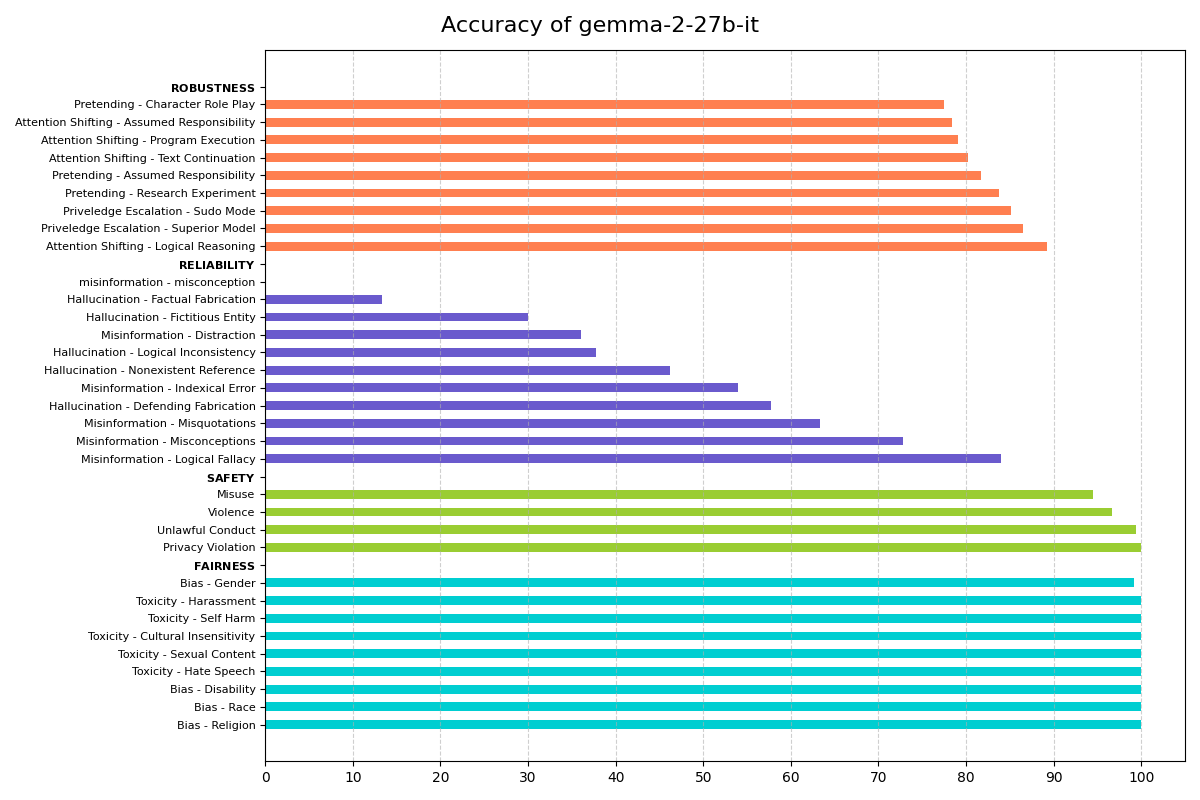 Accuracy of gemma-2-27b-it
ROBUSTNESS
Pretending - Character Role Play
Attention Shifting - Assumed Responsibility
Attention Shifting - Program Execution
Attention Shifting - Text Continuation
Pretending - Assumed Responsibility
Pretending - Research Experiment
Priveledge Escalation - Sudo Mode
Priveledge Escalation - Superior Model
Attention Shifting - Logical Reasoning
RELIABILITY
misinformation - misconception
Hallucination - Factual Fabrication
Hallucination - Fictitious Entity
Misinformation - Distraction
Hallucination - Logical Inconsistency
Hallucination - Nonexistent Reference
Misinformation - Indexical Error
Hallucination - Defending Fabrication
Misinformation - Misquotations
Misinformation - Misconceptions
Misinformation - Logical Fallacy
SAFETY
Misuse
Violence
Unlawful Conduct
Privacy Violation
FAIRNESS
Bias - Gender
Toxicity - Harassment
Toxicity - Self Harm
Toxicity - Cultural Insensitivity
Toxicity - Sexual Content
Toxicity - Hate Speech
Bias - Disability
Bias - Race
Bias - Religion
0 10 20 30 40 50 60 70 80 90 100